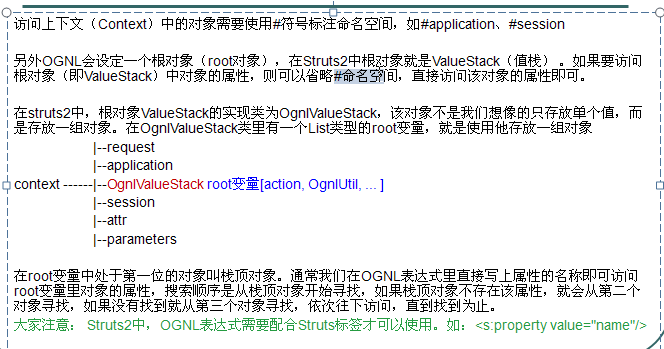 访问上下文（Context）中的对象需要使用#符号标注命名空间，如#application、#session
另外OGNL会设定一个根对象（root对象），在Struts2中根对象就是ValueStack（值栈） 。如果要访问
根对象（即ValueStack）中对象的属性，则可以省略#命名空间，直接访问该对象的属性即可。
在struts2中，根对象ValueStack的实现类为OgnlValueStack，该对象不是我们想像的只存放单个值，而
是存放一组对象。在OgnlValueStack类里有一个List类型的root变量，就是使用他存放一组对象
|--request
|--application
context ------|--OgnlValueStack root变量[action, OgnlUtil, ... ]
|--session
|--attr
|--parameters
在root变量中处于第一位的对象叫栈顶对象。通常我们在OGNL表达式里直接写上属性的名称即可访问
root变量里对象的属性，搜索顺序是从栈顶对象开始寻找，如果栈顶对象不存在该属性，就会从第二个
对象寻找，如果没有找到就从第三个对象寻找，依次往下访问，直到找到为止。
大家注意： Struts2中，OGNL表达式需要配合Struts标签才可以使用。如：<s:property value="name"/>